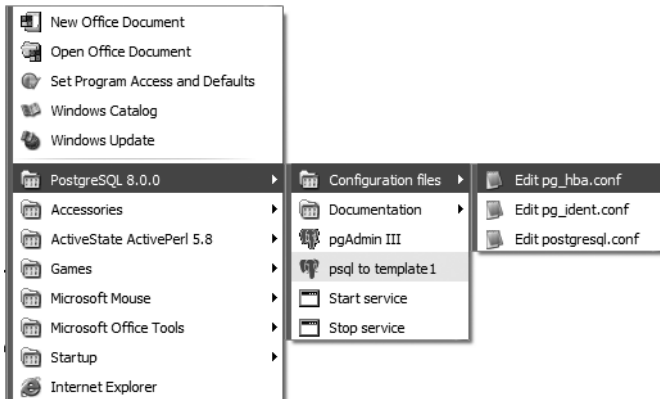 New Office Document
Open Office Document
Set Program Access and Defaults
Windows Catalog
Windows Update
PostgreSQL 8.0.0
Accessories
ActiveState ActivePerl 5.8
Games
Microsoft Mouse
Microsoft Office Tools
Startup
Internet Explorer
Configuration files
Documentation
pgAdmin III
psql to template1
Start service
Stop service
Edit pg_hba.conf
Edit pg_ident.conf
Edit postgresql.conf